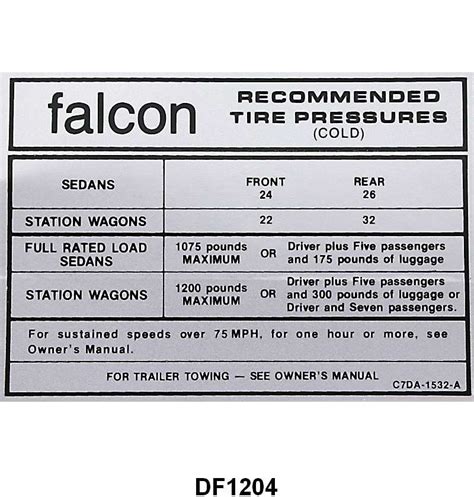 falcon
RECOMMENDED
TIRE PRESSURES
(COLD)
SEDANS FRONT 24 REAR 26
STATION WAGONS 22 32
FULL RATED LOAD SEDANS 1075 pounds MAXIMUM OR Driver plus Five passengers and 175 pounds of luggage
STATION WAGONS 1200 pounds MAXIMUM OR Driver plus Five passengers and 300 pounds of luggage or Driver and Seven passengers.
For sustained speeds over 75 MPH, for one hour or more, see
Owner's Manual.
FOR TRAILER TOWING — SEE OWNER'S MANUAL
C7DA-1532-A
DF1204